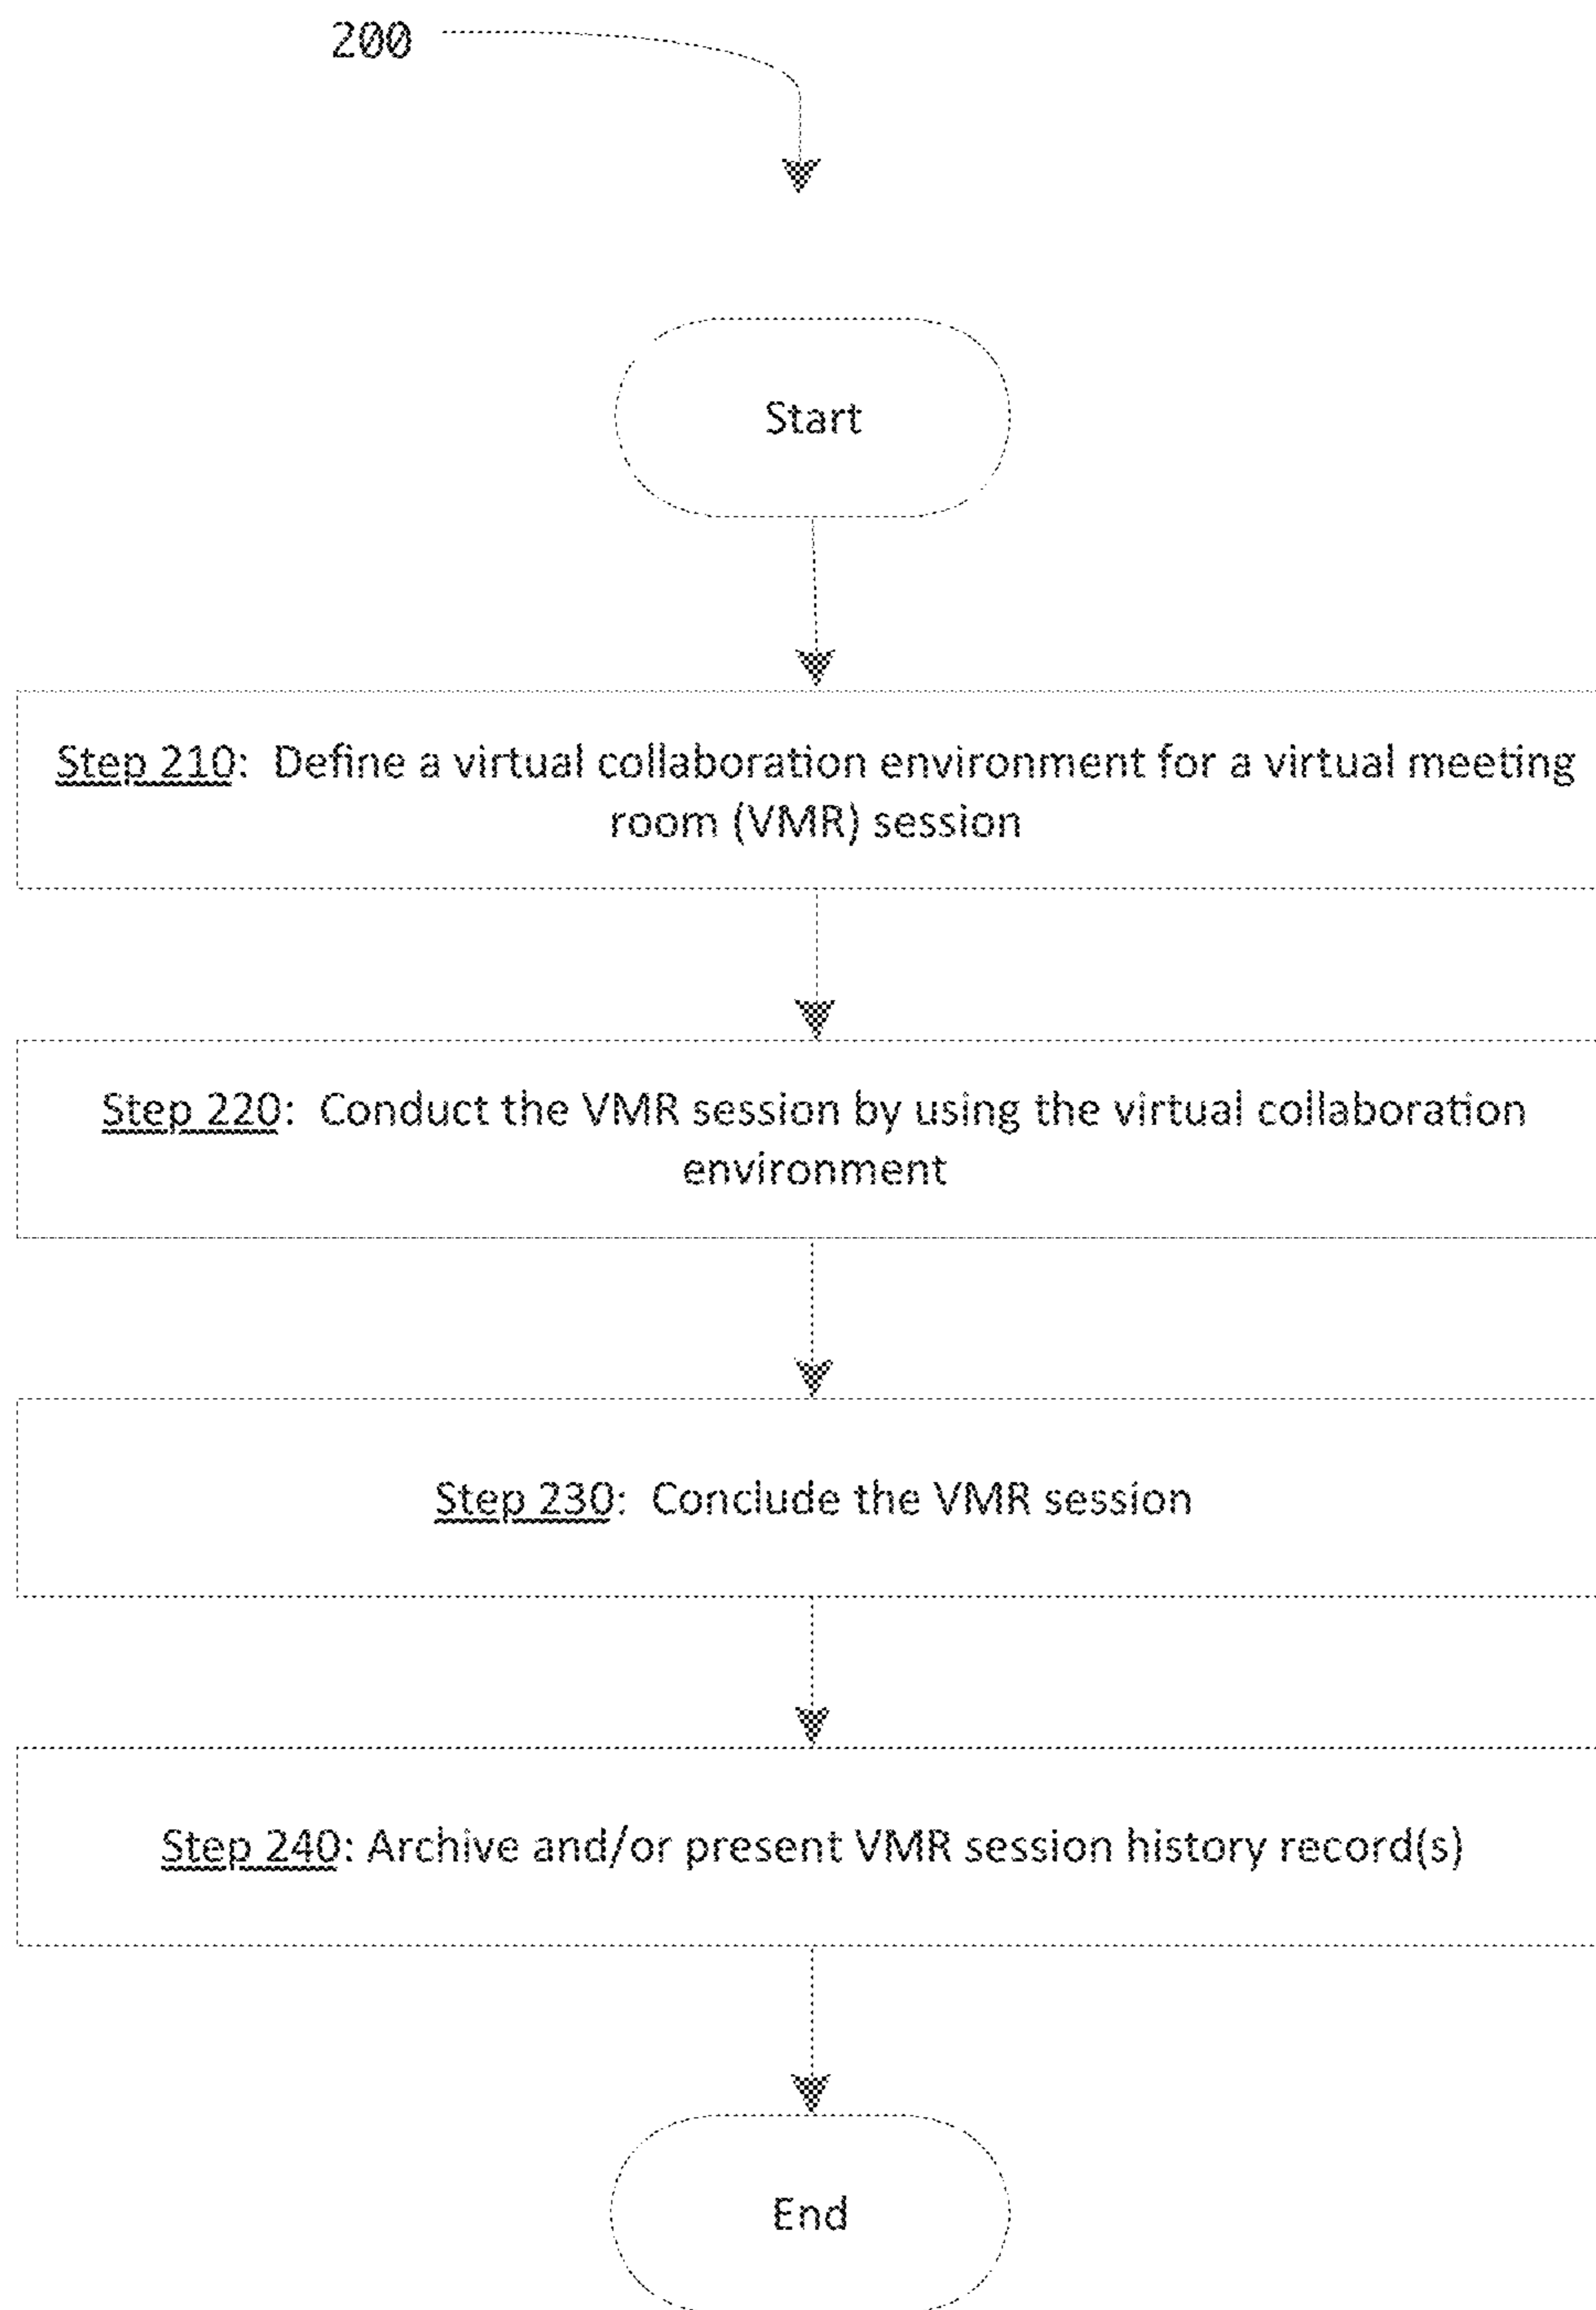 200
Start
Step 210:  Define a virtual collaboration environment for a virtual meeting
room (VMR) session
Step 220:  Conduct the VMR session by using the virtual collaboration
environment
Step 230:  Conclude the VMR session
Step 240: Archive and/or present VMR session history record(s)
End